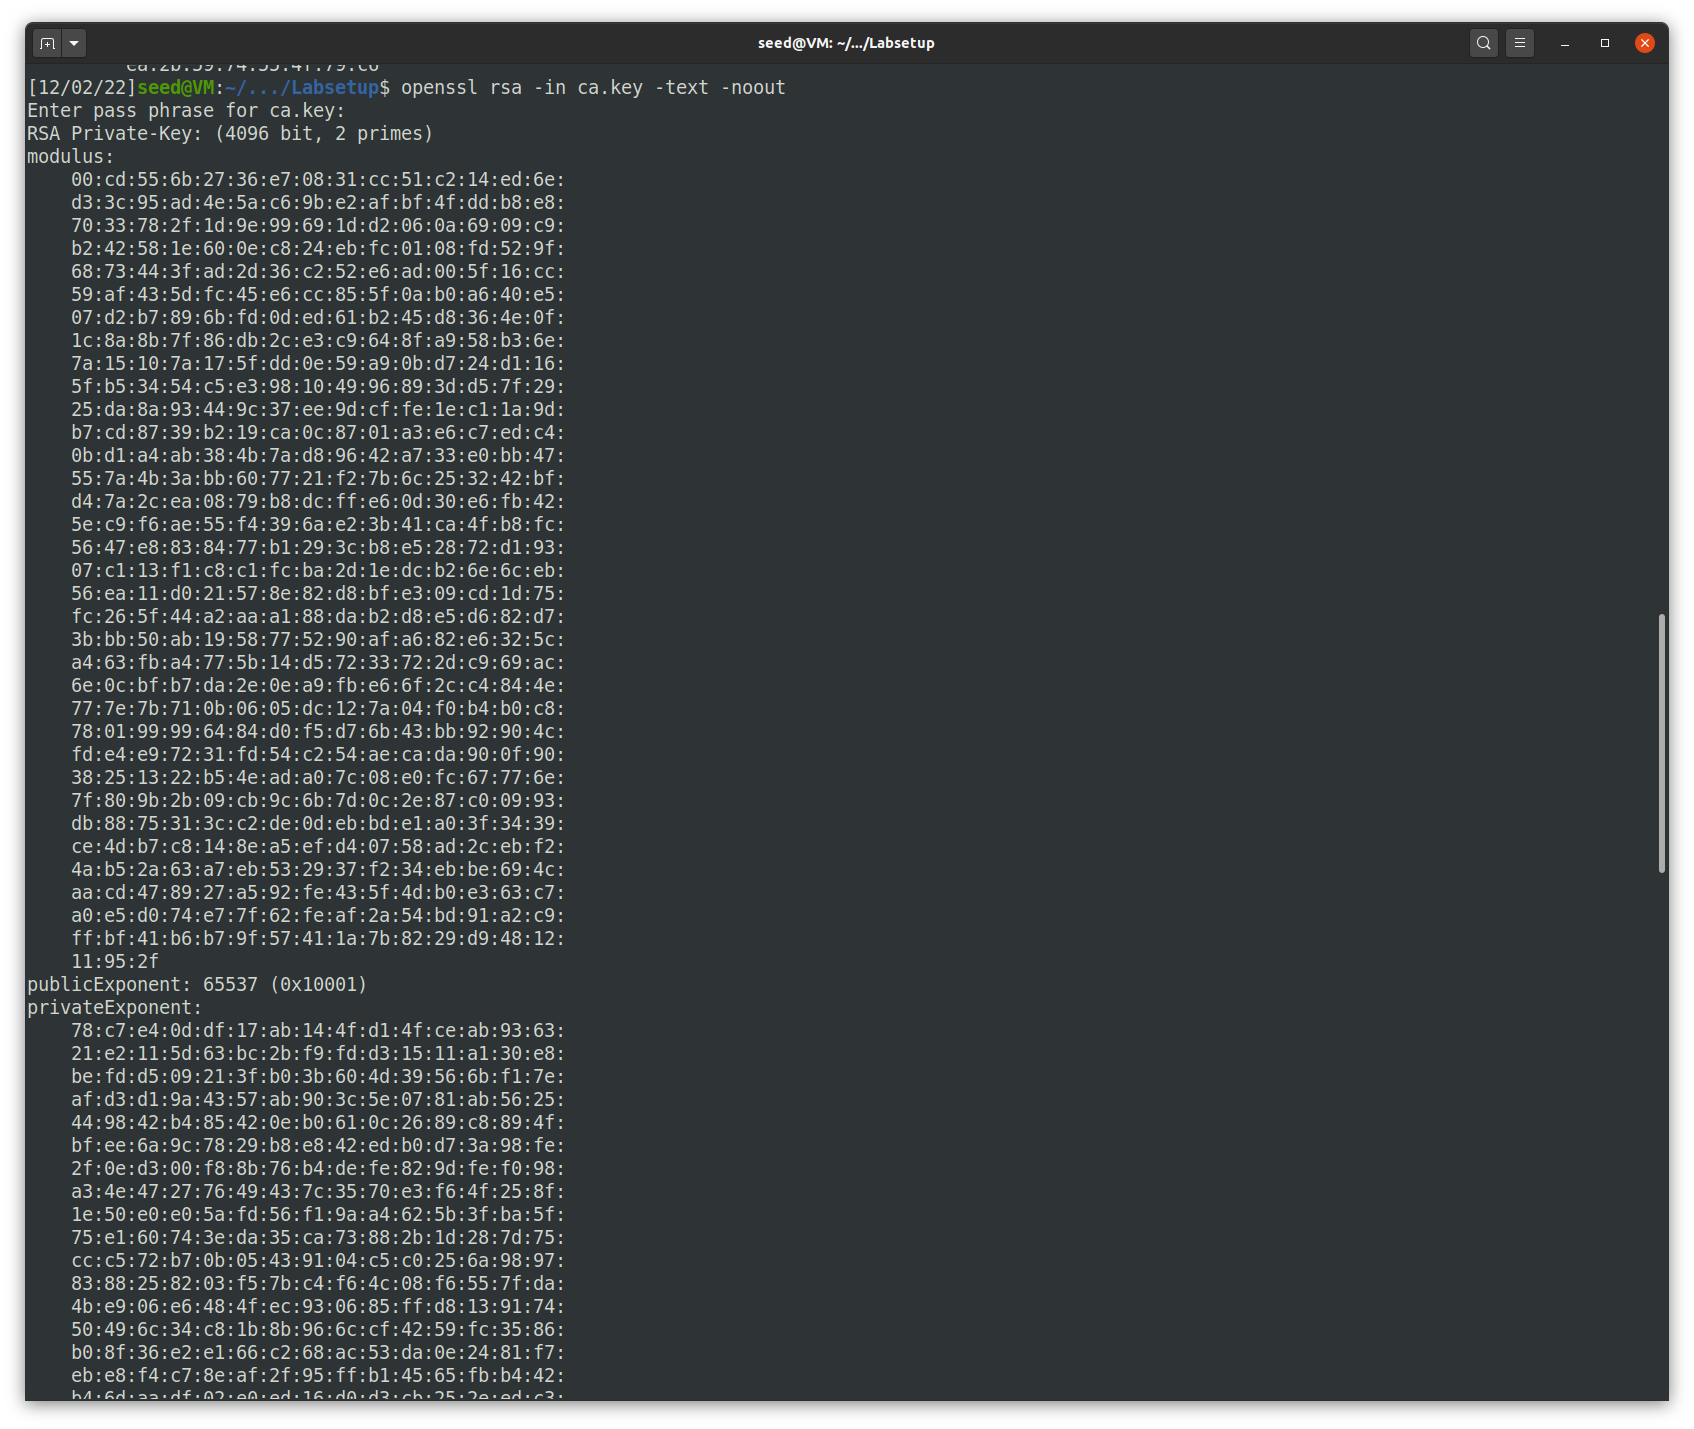 seed@VM: ~/.../Labsetup
[12/02/22]seed@VM:~/.../Labsetup$ openssl rsa -in ca.key -text -noout
Enter pass phrase for ca.key:
RSA Private-Key: (4096 bit, 2 primes)
modulus:
    00:cd:55:6b:27:36:e7:08:31:cc:51:c2:14:ed:6e:
    d3:3c:95:ad:4e:5a:c6:9b:e2:af:bf:4f:dd:b8:e8:
    70:33:78:2f:1d:9e:99:69:1d:d2:06:0a:69:09:c9:
    b2:42:58:1e:60:0e:c8:24:eb:fc:01:08:fd:52:9f:
    68:73:44:3f:ad:2d:36:c2:52:e6:ad:00:5f:16:cc:
    59:af:43:5d:fc:45:e6:cc:85:5f:0a:b0:a6:40:e5:
    07:d2:b7:89:6b:fd:0d:ed:61:b2:45:d8:36:4e:0f:
    1c:8a:8b:7f:86:db:2c:e3:c9:64:8f:a9:58:b3:6e:
    7a:15:10:7a:17:5f:dd:0e:59:a9:0b:d7:24:d1:16:
    5f:b5:34:54:c5:e3:98:10:49:96:89:3d:d5:7f:29:
    25:da:8a:93:44:9c:37:ee:9d:cf:fe:1e:c1:1a:9d:
    b7:cd:87:39:b2:19:ca:0c:87:01:a3:e6:c7:ed:c4:
    0b:d1:a4:ab:38:4b:7a:d8:96:42:a7:33:e0:bb:47:
    55:7a:4b:3a:bb:60:77:21:f2:7b:6c:25:32:42:bf:
    d4:7a:2c:ea:08:79:b8:dc:ff:e6:0d:30:e6:fb:42:
    5e:c9:f6:ae:55:f4:39:6a:e2:3b:41:ca:4f:b8:fc:
    56:47:e8:83:84:77:b1:29:3c:b8:e5:28:72:d1:93:
    07:c1:13:f1:c8:c1:fc:ba:2d:1e:dc:b2:6e:6c:eb:
    56:ea:11:d0:21:57:8e:82:d8:bf:e3:09:cd:1d:75:
    fc:26:5f:44:a2:aa:a1:88:da:b2:d8:e5:d6:82:d7:
    3b:bb:50:ab:19:58:77:52:90:af:a6:82:e6:32:5c:
    a4:63:fb:a4:77:5b:14:d5:72:33:72:2d:c9:69:ac:
    6e:0c:bf:b7:da:2e:0e:a9:fb:e6:6f:2c:c4:84:4e:
    77:7e:7b:71:0b:06:05:dc:12:7a:04:f0:b4:b0:c8:
    78:01:99:99:64:84:d0:f5:d7:6b:43:bb:92:90:4c:
    fd:e4:e9:72:31:fd:54:c2:54:ae:ca:da:90:0f:90:
    38:25:13:22:b5:4e:ad:a0:7c:08:e0:fc:67:77:6e:
    7f:80:9b:2b:09:cb:9c:6b:7d:0c:2e:87:c0:09:93:
    db:88:75:31:3c:c2:de:0d:eb:bd:e1:a0:3f:34:39:
    ce:4d:b7:c8:14:8e:a5:ef:d4:07:58:ad:2c:eb:f2:
    4a:b5:2a:63:a7:eb:53:29:37:f2:34:eb:be:69:4c:
    aa:cd:47:89:27:a5:92:fe:43:5f:4d:b0:e3:63:c7:
    a0:e5:d0:74:e7:7f:62:fe:af:2a:54:bd:91:a2:c9:
    ff:bf:41:b6:b7:9f:57:41:1a:7b:82:29:d9:48:12:
    11:95:2f
publicExponent: 65537 (0x10001)
privateExponent:
    78:c7:e4:0d:df:17:ab:14:4f:d1:4f:ce:ab:93:63:
    21:e2:11:5d:63:bc:2b:f9:fd:d3:15:11:a1:30:e8:
    be:fd:d5:09:21:3f:b0:3b:60:4d:39:56:6b:f1:7e:
    af:d3:d1:9a:43:57:ab:90:3c:5e:07:81:ab:56:25:
    44:98:42:b4:85:42:0e:b0:61:0c:26:89:c8:89:4f:
    bf:ee:6a:9c:78:29:b8:e8:42:ed:b0:d7:3a:98:fe:
    2f:0e:d3:00:f8:8b:76:b4:de:fe:82:9d:fe:f0:98:
    a3:4e:47:27:76:49:43:7c:35:70:e3:f6:4f:25:8f:
    1e:50:e0:e0:5a:fd:56:f1:9a:a4:62:5b:3f:ba:5f:
    75:e1:60:74:3e:da:35:ca:73:88:2b:1d:28:7d:75:
    cc:c5:72:b7:0b:05:43:91:04:c5:c0:25:6a:98:97:
    83:88:25:82:03:f5:7b:c4:f6:4c:08:f6:55:7f:da:
    4b:e9:06:e6:48:4f:ec:93:06:85:ff:d8:13:91:74:
    50:49:6c:34:c8:1b:8b:96:6c:cf:42:59:fc:35:86:
    b0:8f:36:e2:e1:66:c2:68:ac:53:da:0e:24:81:f7:
    eb:e8:f4:c7:8e:af:2f:95:ff:b1:45:65:fb:b4:42:
    b4:6d:aa:df:02:e0:ed:16:d0:d3:cb:25:2e:ed:c3: